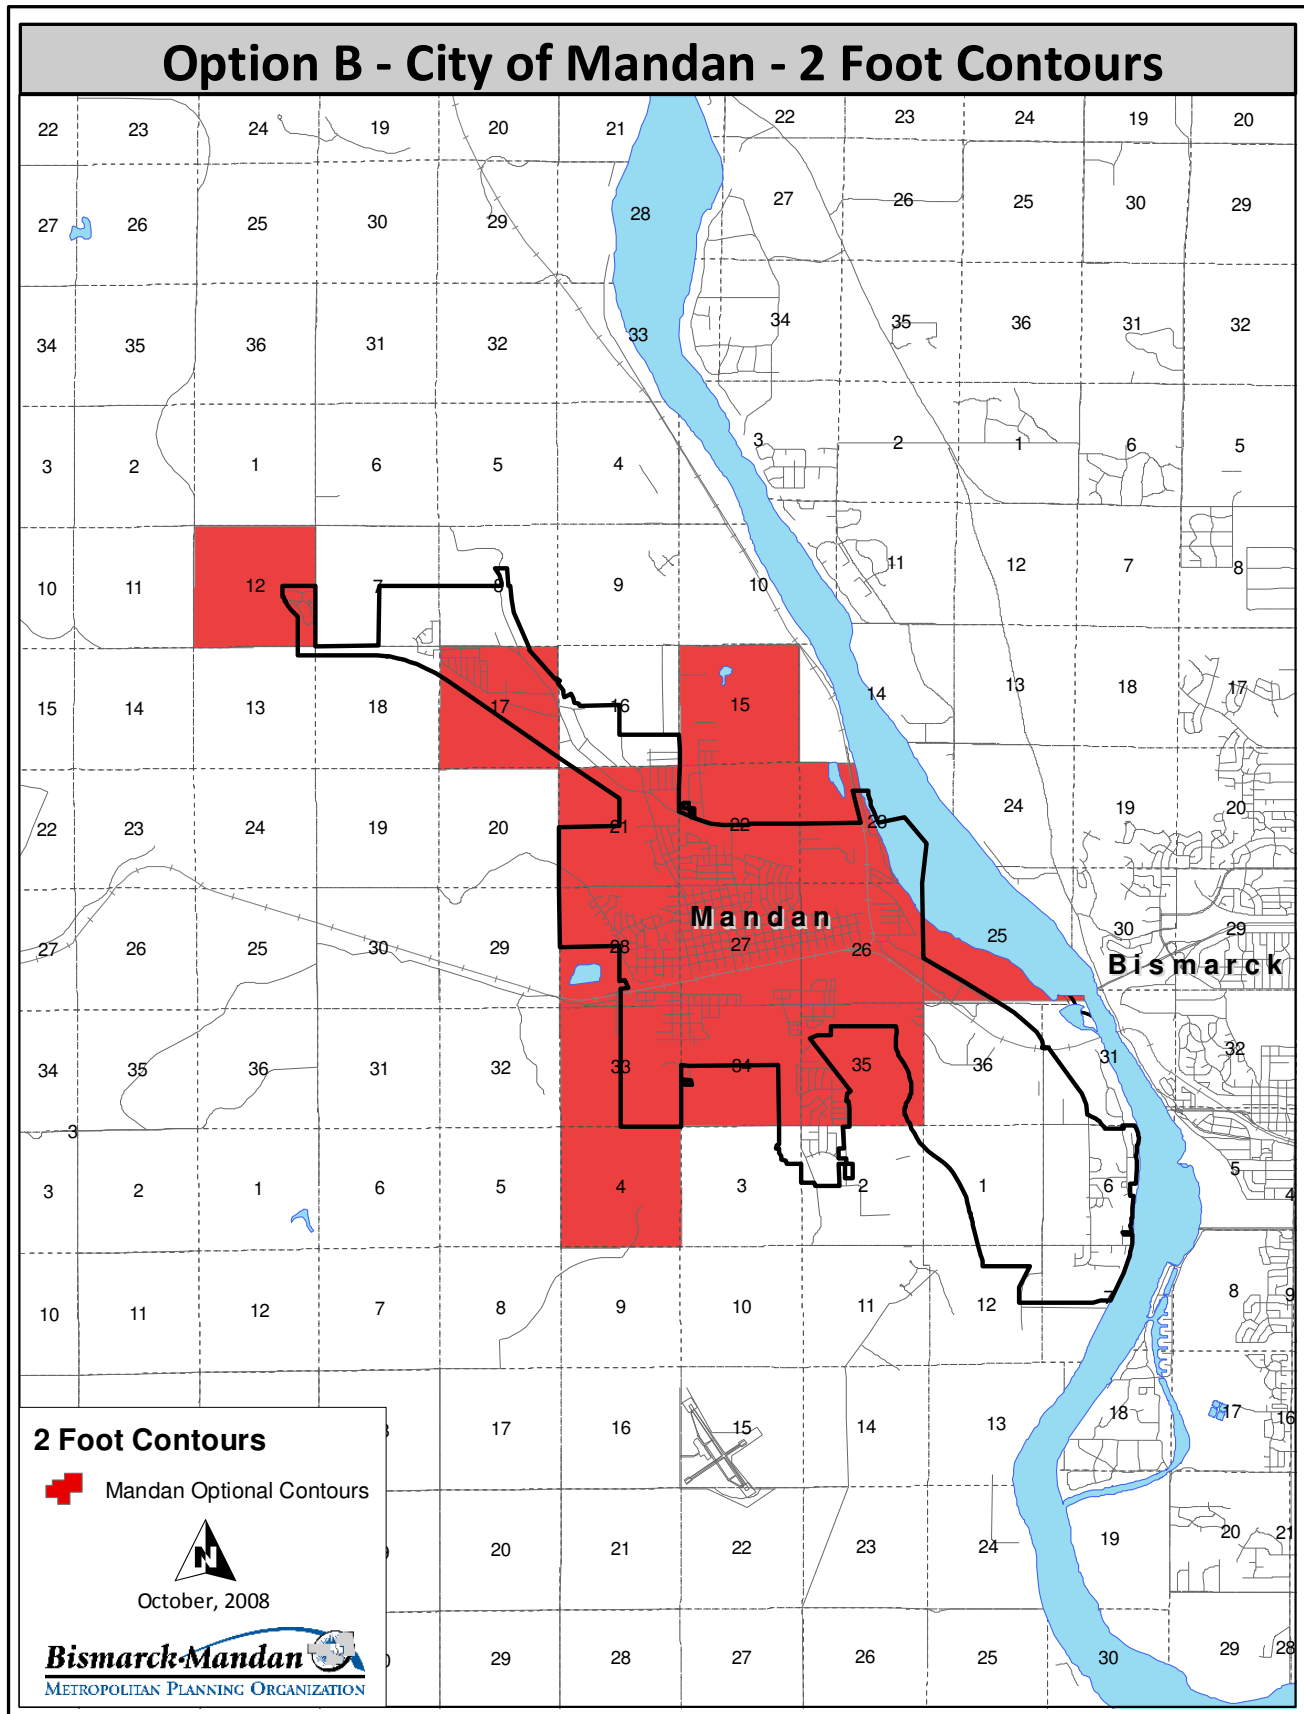 Option B - City of Mandan - 2 Foot Contours
22 23 24 19 20 21 22 23 24 19 20
27 26 25 30 29 28 27 26 25 30 29
34 35 36 31 32 33 34 35 36 31 32
3 2 1 6 5 4 3 2 1 6 5
10 11 12 7 8 9 10 11 12 7 8
15 14 13 18 17 16 15 14 13 18 17
22 23 24 19 20 21 22 23 24 19 20
Mandan
27 26 25 30 29 28 27 26 25 30 29
Bismarck
34 35 36 31 32 33 34 35 36 31 32
3
3 2 1 6 5 4 3 2 1 6 5 4
10 11 12 7 8 9 10 11 12 7 8 9
17 16 15 14 13 18 17 16
20 21 22 23 24 19 20 21
29 28 27 26 25 30 29 28
2 Foot Contours
Mandan Optional Contours
N
October, 2008
Bismarck-Mandan
METROPOLITAN PLANNING ORGANIZATION